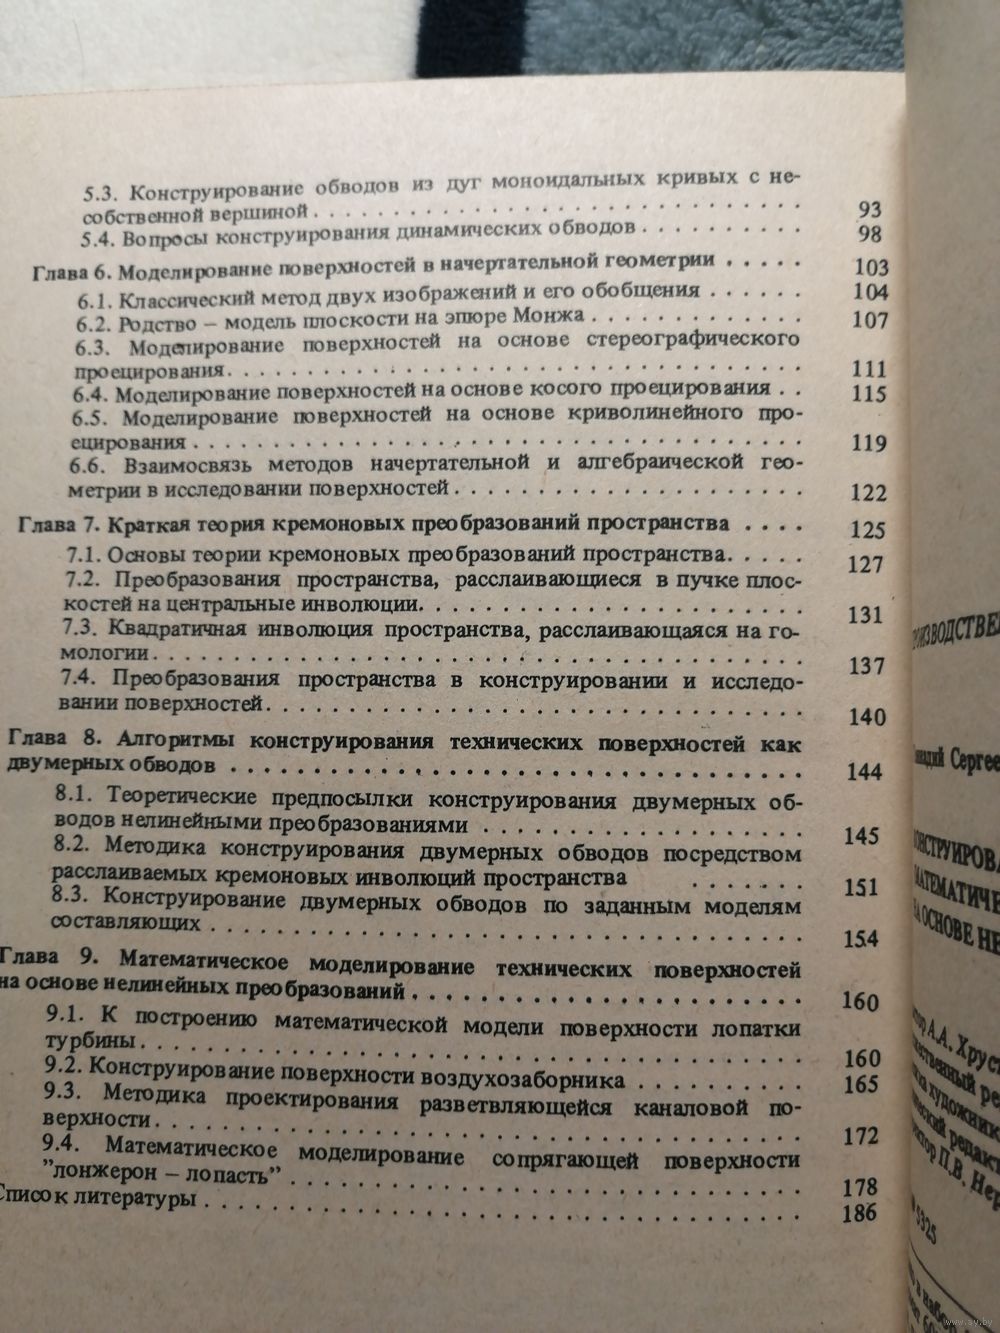 5.3. Конструирование обводов из дуг моноидальных кривых с не-
собственной вершиной . . . . . . . . . . . . . . . . . . . . . . . . . . . . 93
5.4. Вопросы конструирования динамических обводов . . . . . . . . . . 98
Глава 6. Моделирование поверхностей в начертательной геометрии . . . . . 103
6.1. Классический метод двух изображений и его обобщения . . . . . . 104
6.2. Родство — модель плоскости на эпюре Монжа . . . . . . . . . . . . . 107
6.3. Моделирование поверхностей на основе стереографического
проецирования . . . . . . . . . . . . . . . . . . . . . . . . . . . . . . . . 111
6.4. Моделирование поверхностей на основе косого проецирования . . 115
6.5. Моделирование поверхностей на основе криволинейного про-
ецирования . . . . . . . . . . . . . . . . . . . . . . . . . . . . . . . . . . 119
6.6. Взаимосвязь методов начертательной и алгебраической гео-
метрии в исследовании поверхностей . . . . . . . . . . . . . . . . . . . . 122
Глава 7. Краткая теория кремоновых преобразований пространства . . . . 125
7.1. Основы теории кремоновых преобразований пространства . . . . . 127
7.2. Преобразования пространства, расслаивающиеся в пучке плос-
костей на центральные инволюции . . . . . . . . . . . . . . . . . . . . . . 131
7.3. Квадратичная инволюция пространства, расслаивающаяся на го-
мологии . . . . . . . . . . . . . . . . . . . . . . . . . . . . . . . . . . . . 137
7.4. Преобразования пространства в конструировании и исследо-
вании поверхностей . . . . . . . . . . . . . . . . . . . . . . . . . . . . . . 140
Глава 8. Алгоритмы конструирования технических поверхностей как
двумерных обводов . . . . . . . . . . . . . . . . . . . . . . . . . . . . . . . 144
8.1. Теоретические предпосылки конструирования двумерных об-
водов нелинейными преобразованиями . . . . . . . . . . . . . . . . . . 145
8.2. Методика конструирования двумерных обводов посредством
расслаиваемых кремоновых инволюций пространства . . . . . . . 151
8.3. Конструирование двумерных обводов по заданным моделям
составляющих . . . . . . . . . . . . . . . . . . . . . . . . . . . . . . . . . 154
Глава 9. Математическое моделирование технических поверхностей
на основе нелинейных преобразований . . . . . . . . . . . . . . . . . . . . . 160
9.1. К построению математической модели поверхности лопатки
турбины . . . . . . . . . . . . . . . . . . . . . . . . . . . . . . . . . . . . 160
9.2. Конструирование поверхности воздухозаборника . . . . . . . . . . 165
9.3. Методика проектирования разветвляющейся каналовой по-
верхности . . . . . . . . . . . . . . . . . . . . . . . . . . . . . . . . . . . 172
9.4. Математическое моделирование сопрягающей поверхности
"лонжерон — лопасть" . . . . . . . . . . . . . . . . . . . . . . . . . . . . 178
Список литературы . . . . . . . . . . . . . . . . . . . . . . . . . . . . . . . . 186
Сергее
А.А. Хруст
П.В. Нер
www.ay.by